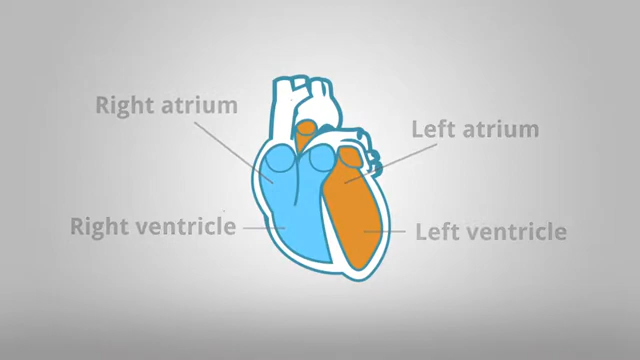 Right atrium
Left atrium
Right ventricle
Left ventricle